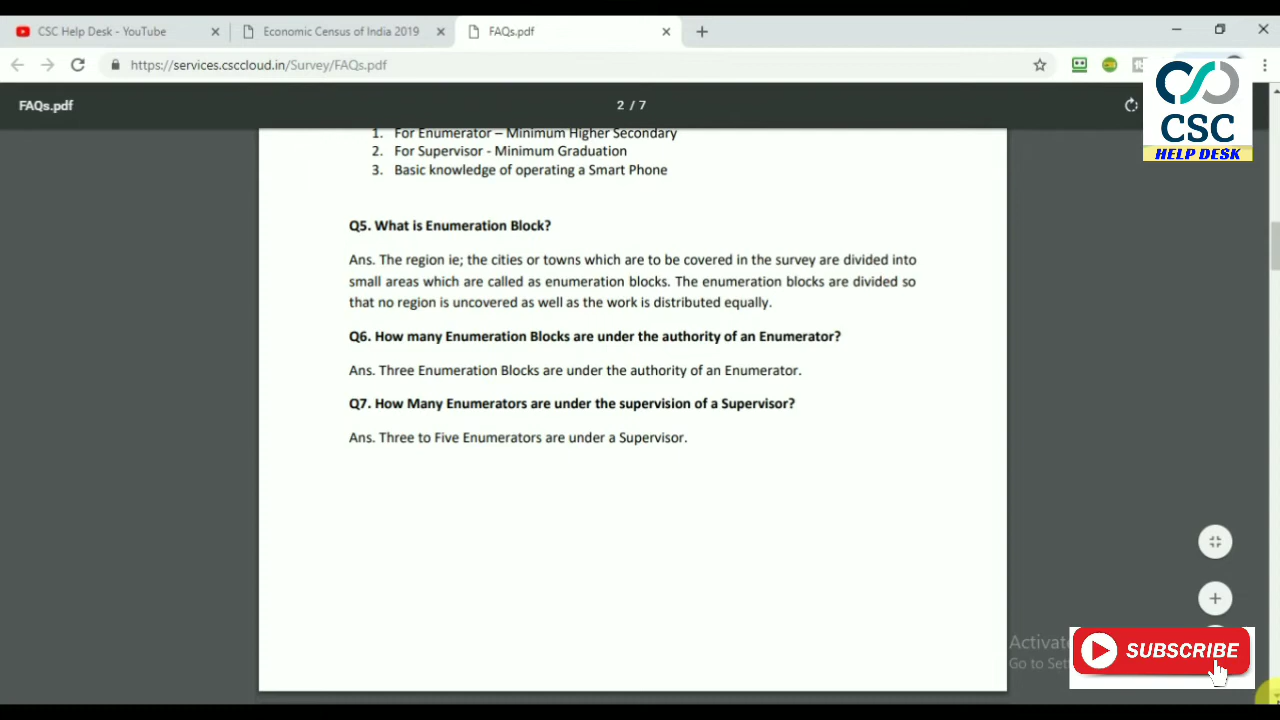 CSC Help Desk - YouTube
Economic Census of India 2019
FAQs.pdf
https://services.csccloud.in/Survey/FAQs.pdf
FAQs.pdf
2 / 7
CSC
HELP DESK
1. For Enumerator – Minimum Higher Secondary
2. For Supervisor - Minimum Graduation
3. Basic knowledge of operating a Smart Phone
Q5. What is Enumeration Block?
Ans. The region ie; the cities or towns which are to be covered in the survey are divided into
small areas which are called as enumeration blocks. The enumeration blocks are divided so
that no region is uncovered as well as the work is distributed equally.
Q6. How many Enumeration Blocks are under the authority of an Enumerator?
Ans. Three Enumeration Blocks are under the authority of an Enumerator.
Q7. How Many Enumerators are under the supervision of a Supervisor?
Ans. Three to Five Enumerators are under a Supervisor.
Activat
Go to Set
SUBSCRIBE